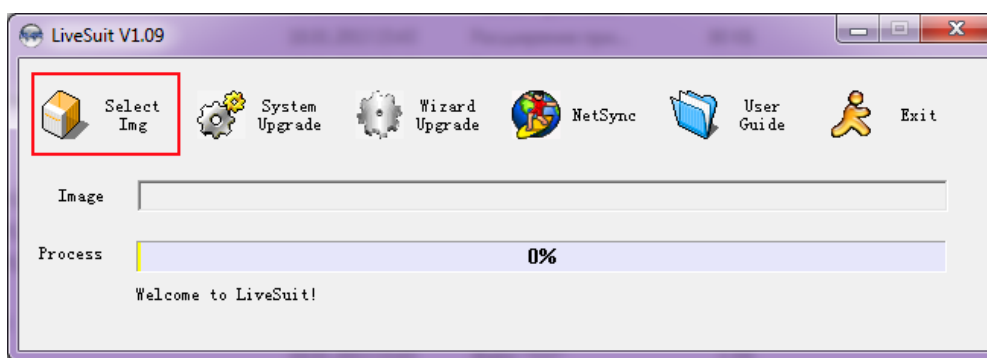 LiveSuit V1.09
Select Img
System Upgrade
Wizard Upgrade
NetSync
User Guide
Exit
Image
Process
0%
Welcome to LiveSuit!